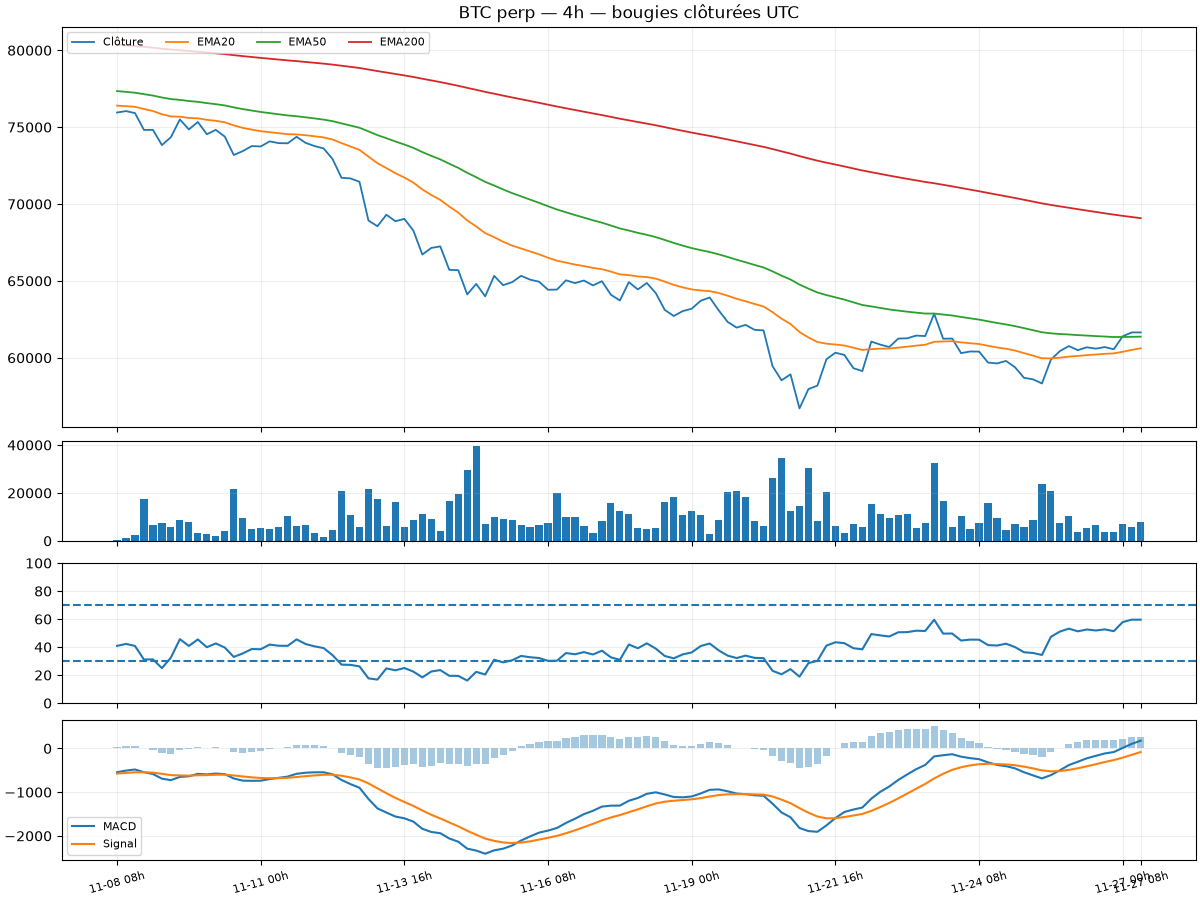 BTC perp — 4h — bougies clôturées UTC
Clôture EMA20 EMA50 EMA200
80000
75000
70000
65000
60000
40000
20000
0
100
80
60
40
20
0
0
−1000
−2000
MACD
Signal
11-08 08h
11-11 00h
11-13 16h
11-16 08h
11-19 00h
11-21 16h
11-24 08h
11-27 00h
11-27 08h